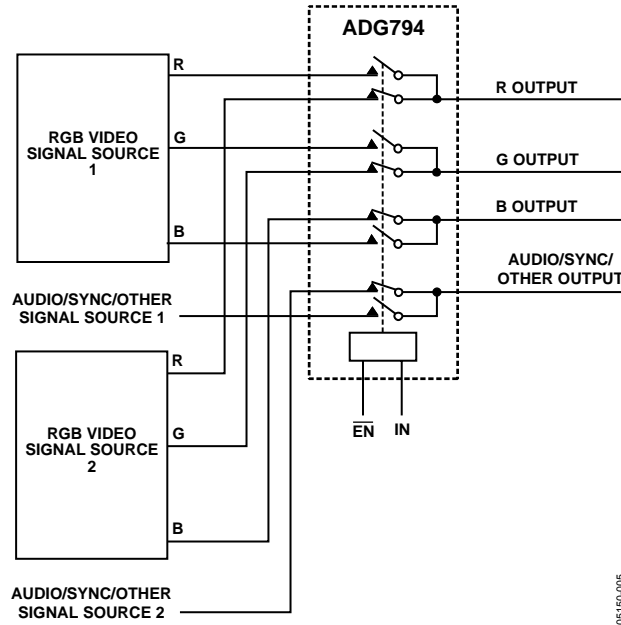 ADG794
R
R OUTPUT
RGB VIDEO
SIGNAL SOURCE
1
G
G OUTPUT
B
B OUTPUT
AUDIO/SYNC/
OTHER OUTPUT
AUDIO/SYNC/OTHER
SIGNAL SOURCE 1
R
RGB VIDEO
SIGNAL SOURCE
2
G
EN IN
B
AUDIO/SYNC/OTHER
SIGNAL SOURCE 2
05150-005